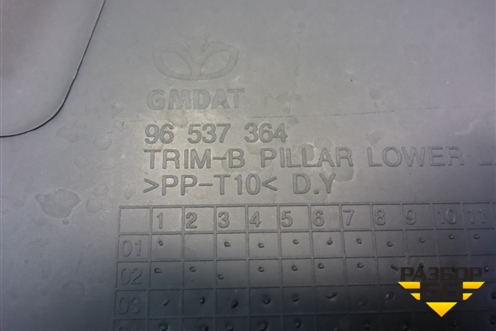 GMDAT
96 537 364
TRIM-B PILLAR LOWER L
>PP-T10< D.Y
1 2 3 4 5 6 7 8 9 10 11
01
02
03
РАЗБОР